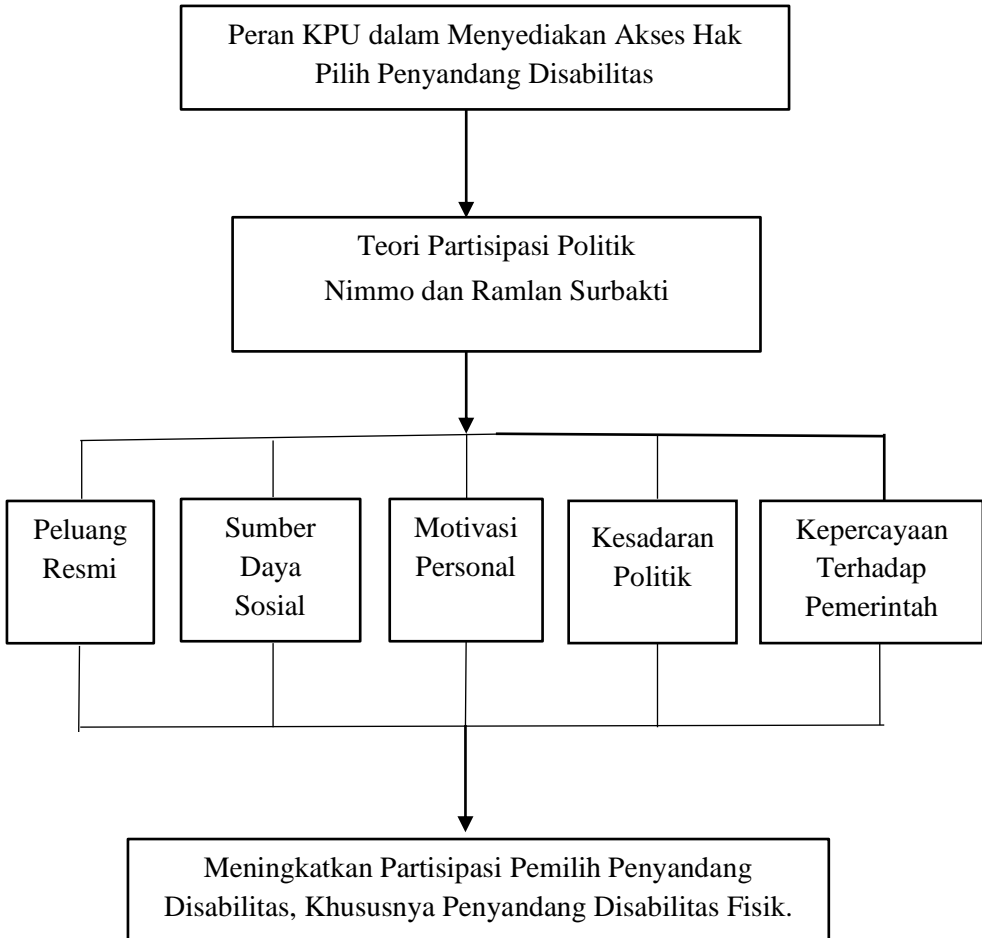 Peran KPU dalam Menyediakan Akses Hak
Pilih Penyandang Disabilitas
Teori Partisipasi Politik
Nimmo dan Ramlan Surbakti
Peluang
Resmi
Sumber
Daya
Sosial
Motivasi
Personal
Kesadaran
Politik
Kepercayaan
Terhadap
Pemerintah
Meningkatkan Partisipasi Pemilih Penyandang
Disabilitas, Khususnya Penyandang Disabilitas Fisik.